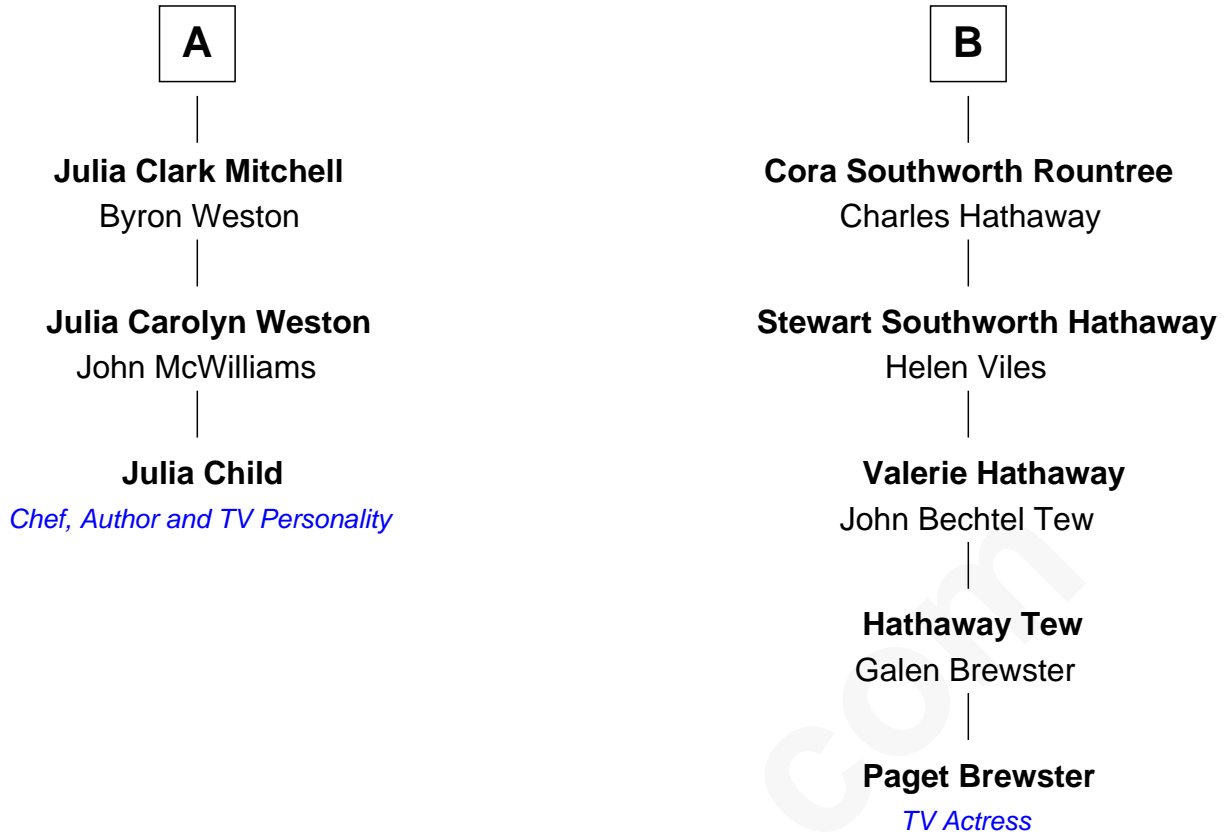 A
B
Julia Clark Mitchell
Byron Weston
Cora Southworth Rountree
Charles Hathaway
Julia Carolyn Weston
John McWilliams
Stewart Southworth Hathaway
Helen Viles
Julia Child
Chef, Author and TV Personality
Valerie Hathaway
John Bechtel Tew
Hathaway Tew
Galen Brewster
Paget Brewster
TV Actress
com